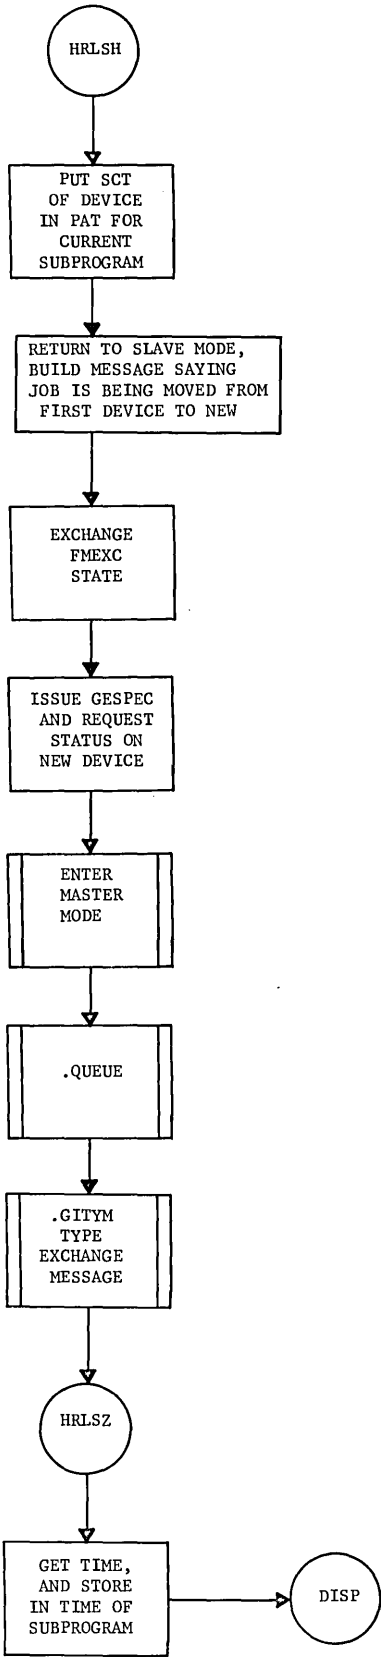 HRLSH
PUT SCT
OF DEVICE
IN PAT FOR
CURRENT
SUBPROGRAM
RETURN TO SLAVE MODE,
BUILD MESSAGE SAYING
JOB IS BEING MOVED FROM
FIRST DEVICE TO NEW
EXCHANGE
FMEXC
STATE
ISSUE GESPEC
AND REQUEST
STATUS ON
NEW DEVICE
ENTER
MASTER
MODE
.QUEUE
.GITYM
TYPE
EXCHANGE
MESSAGE
HRLSZ
GET TIME,
AND STORE
IN TIME OF
SUBPROGRAM
DISP